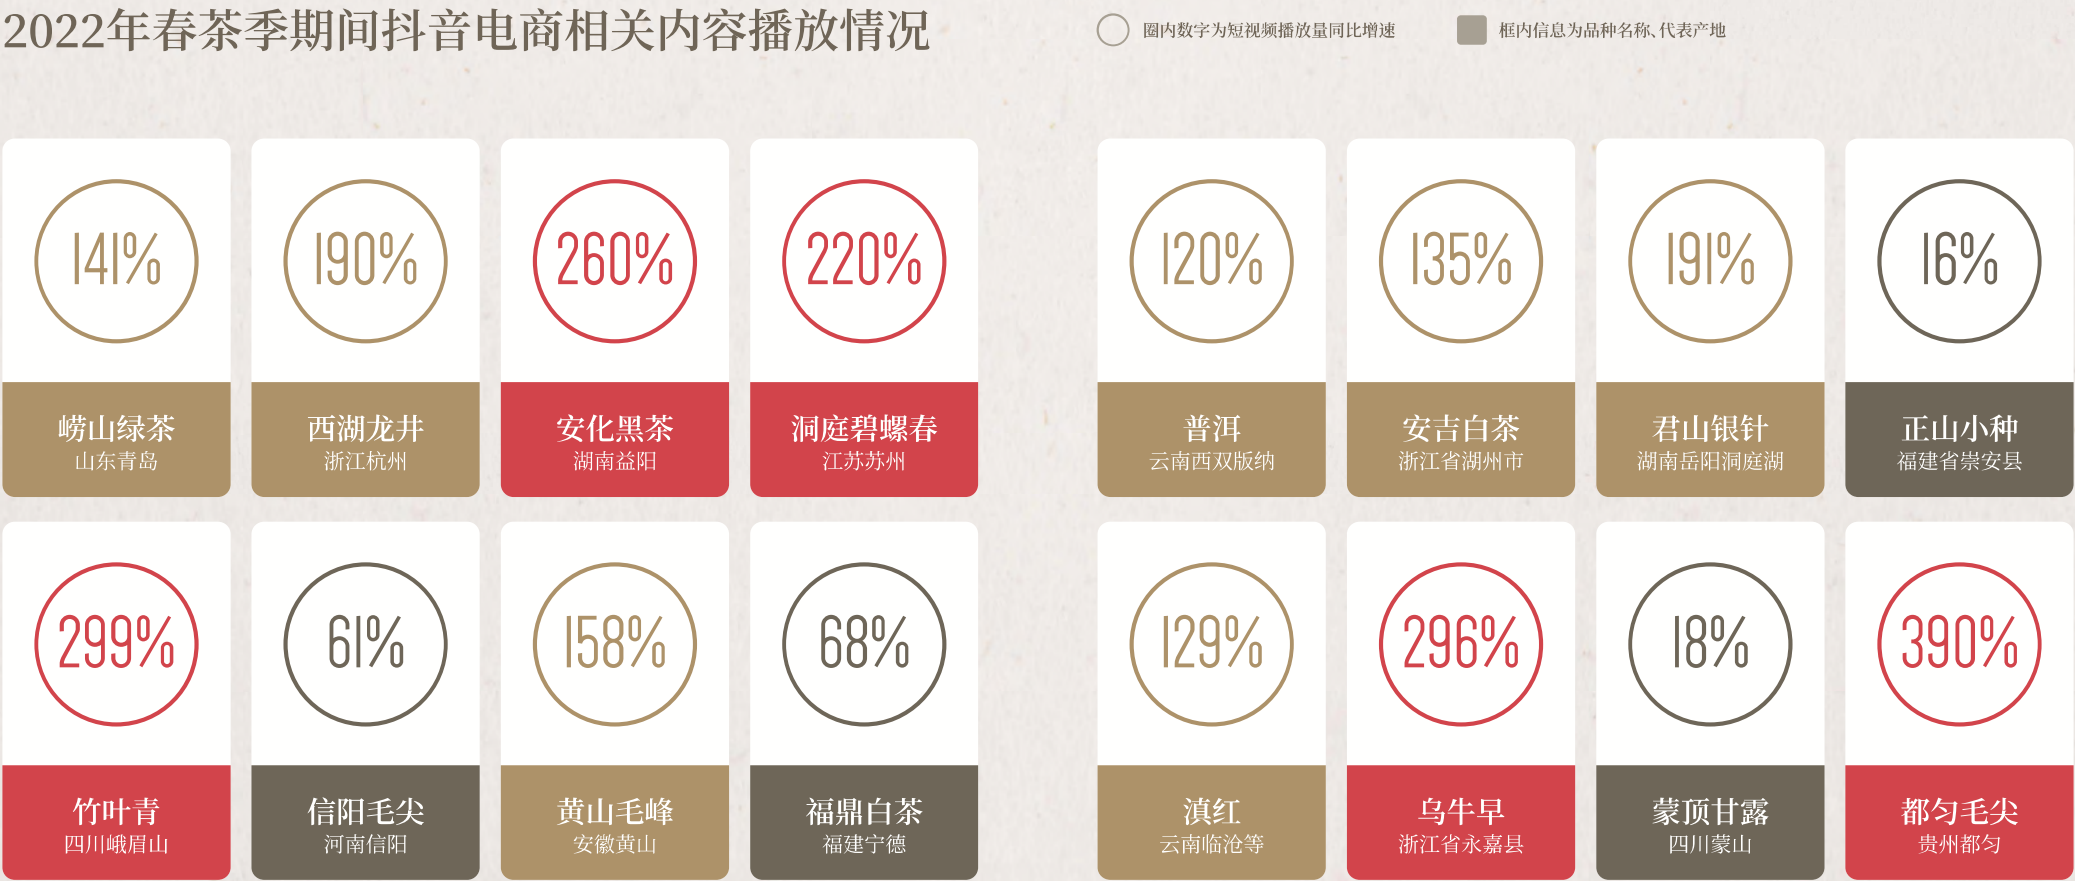 2022年春茶季期间抖音电商相关内容播放情况
圈内数字为短视频播放量同比增速
框内信息为品种名称、代表产地
141%
崂山绿茶
山东青岛
190%
西湖龙井
浙江杭州
260%
安化黑茶
湖南益阳
220%
洞庭碧螺春
江苏苏州
120%
普洱
云南西双版纳
135%
安吉白茶
浙江省湖州市
191%
君山银针
湖南岳阳洞庭湖
16%
正山小种
福建省崇安县
299%
竹叶青
四川峨眉山
61%
信阳毛尖
河南信阳
158%
黄山毛峰
安徽黄山
68%
福鼎白茶
福建宁德
129%
滇红
云南临沧等
296%
乌牛早
浙江省永嘉县
18%
蒙顶甘露
四川蒙山
390%
都匀毛尖
贵州都匀